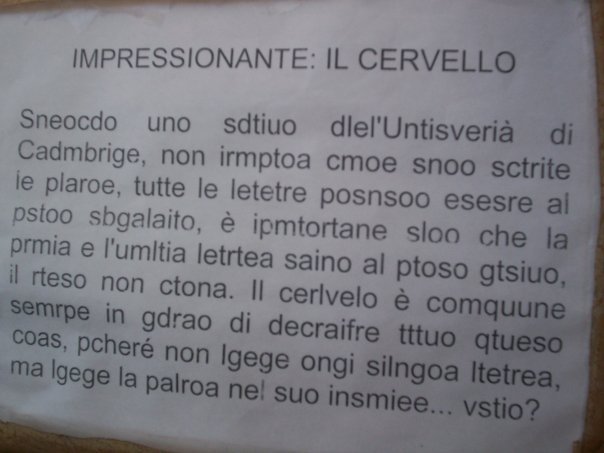 IMPRESSIONANTE: IL CERVELLO
Sneocdo uno sdtiuo dlel'Untisverià di
Cadmbrige, non irmptoa cmoe snoo sctrite
le plaroe, tutte le letetre posnsoo esesre al
pstoo sbgalaito, è ipmtortane sloo che la
prmia e l'umltia letrtea saino al ptoso gtsiuo,
il rteso non ctona. Il cerlvelo è comquune
semrpe in gdrao di decraifre tttuo qtueso
coas, pcheré non lgege ongi silngoa ltetrea,
ma lgege la palroa nel suo insmiee... vstio?